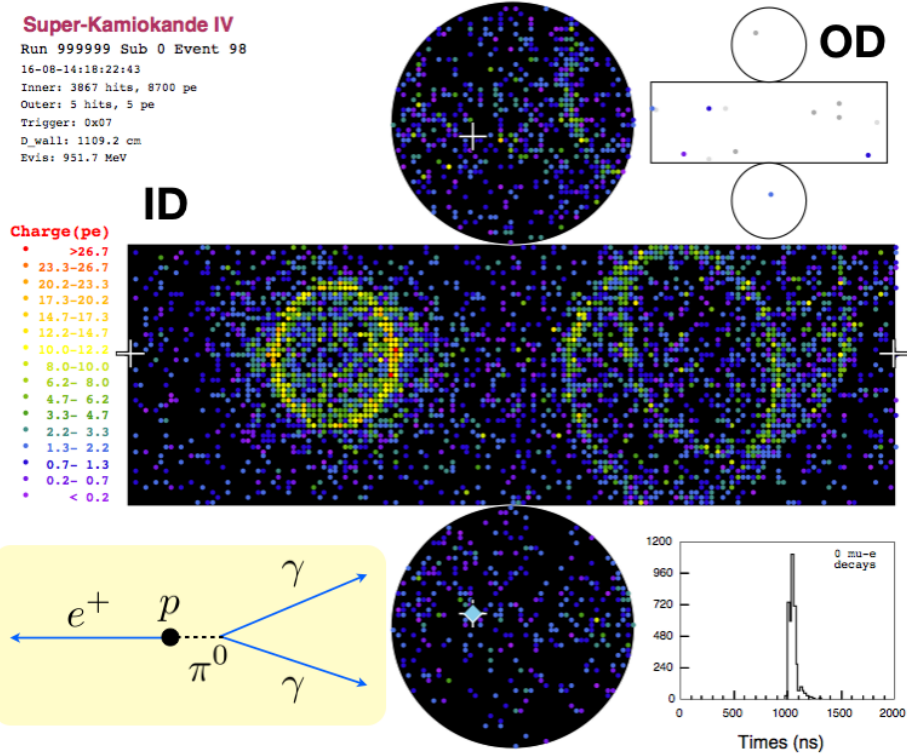 Super-Kamiokande IV
Run 999999 Sub 0 Event 98
16-08-14:18:22:43
Inner: 3867 hits, 8700 pe
Outer: 5 hits, 5 pe
Trigger: 0x07
D_wall: 1109.2 cm
Evis: 951.7 MeV
OD
ID
Charge(pe)
>26.7
23.3-26.7
20.2-23.3
17.3-20.2
14.7-17.3
12.2-14.7
10.0-12.2
8.0-10.0
6.2- 8.0
4.7- 6.2
3.3- 4.7
2.2- 3.3
1.3- 2.2
0.7- 1.3
0.2- 0.7
< 0.2
e+ p π0 γ γ
0 mu-e
decays
1200
960
720
480
240
0
0 500 1000 1500 2000
Times (ns)